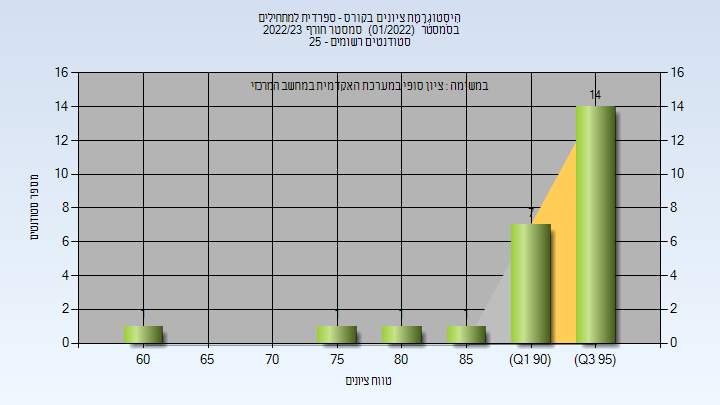 היסטוגרמת ציונים בקורס - ספרדית למתחילים
בסמסטר (01/2022) סמסטר חורף 2022/23
סטודנטים רשומים - 25
במשימה : ציון סופי במערכת האקדמית במחשב המרכזי
מספר סטודנטים
16 16
14 14
12 12
10 10
8 8
6 6
4 4
2 2
0 0
1 1 1 1 7 14
60 65 70 75 80 85 (Q1 90) (Q3 95)
טווח ציונים